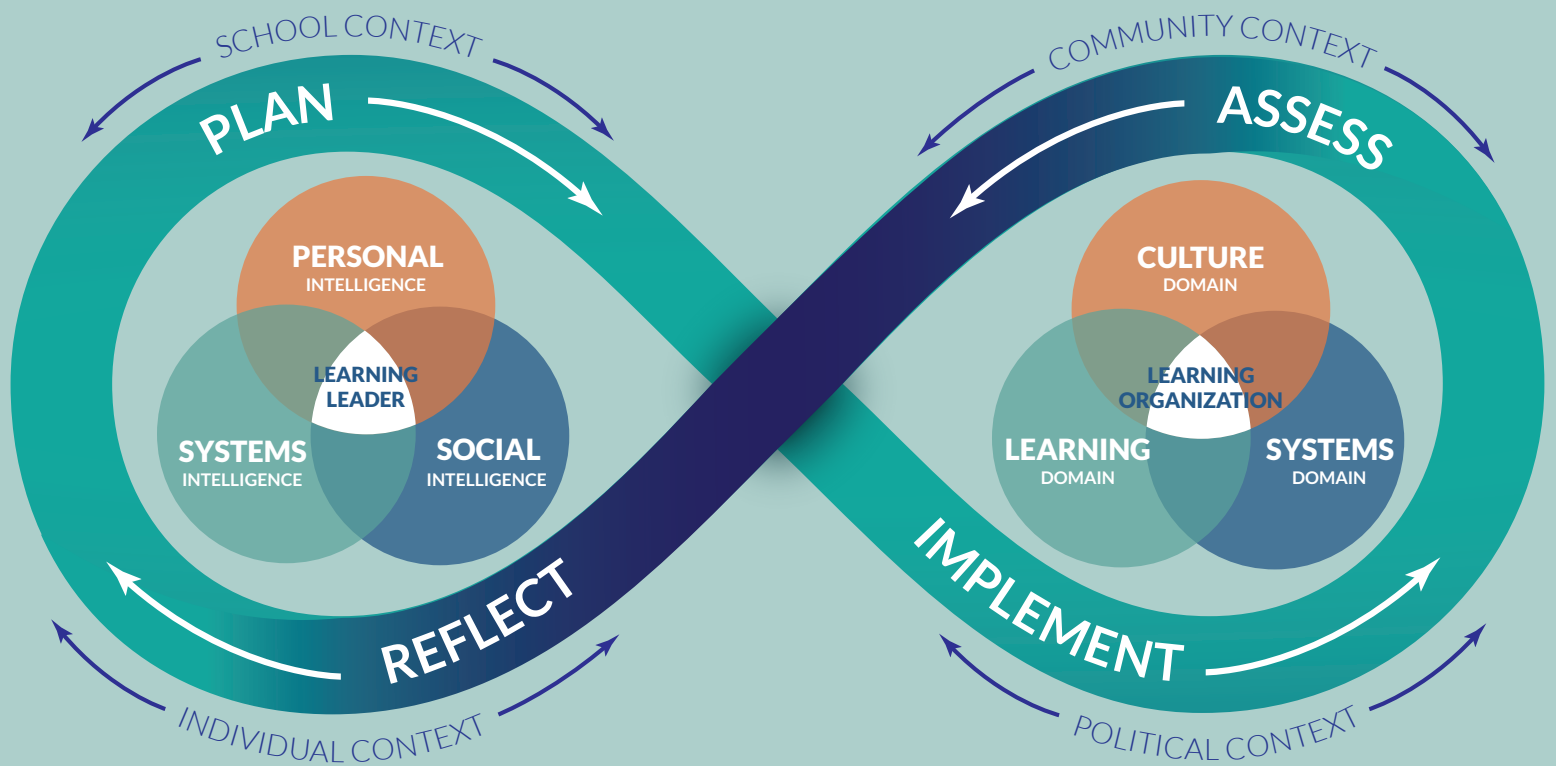 SCHOOL CONTEXT
PLAN
PERSONAL
INTELLIGENCE
LEARNING
LEADER
SYSTEMS
INTELLIGENCE
SOCIAL
INTELLIGENCE
REFLECT
INDIVIDUAL CONTEXT
COMMUNITY CONTEXT
ASSESS
CULTURE
DOMAIN
LEARNING
ORGANIZATION
LEARNING
DOMAIN
SYSTEMS
DOMAIN
IMPLEMENT
POLITICAL CONTEXT